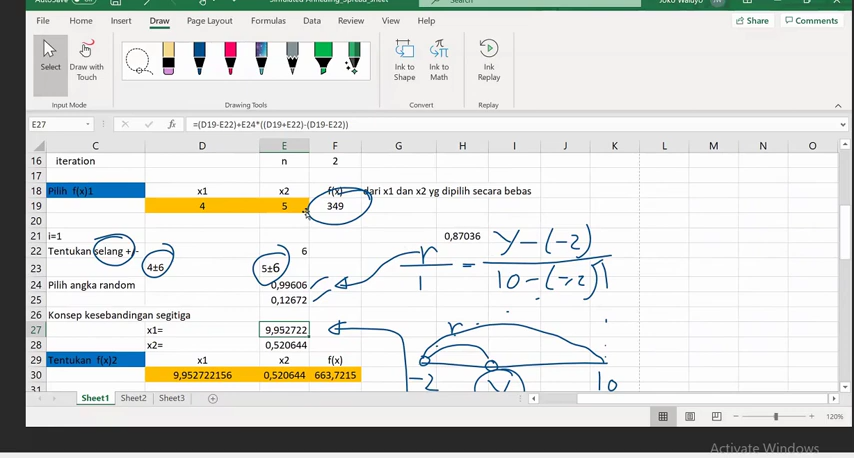 Simulated Annealing_Spread_sheet
Search
Joko Waluyo
File Home Insert Draw Page Layout Formulas Data Review View Help Share Comments
Select
Draw with Touch
Ink to Shape
Ink to Math
Ink Replay
Input Mode Drawing Tools Convert Replay
E27 fx =(D19-E22)+E24*((D19+E22)-(D19-E22))
C D E F G H I J K L M N O
16 iteration n 2
17
18 Pilih f(x)1 x1 x2 f(x) dari x1 dan x2 yg dipilih secara bebas
19 4 5 349
20
21 i=1 0,87036
22 Tentukan selang +/- 6
23 4±6 5±6
24 Pilih angka random 0,99606
25 0,12672
26 Konsep kesebandingan segitiga
27 x1= 9,952722
28 x2= 0,520644
29 Tentukan f(x)2 x1 x2 f(x)
30 9,952722156 0,520644 663,7215
31
r/1 = y-(-2)/10-(-2)
r
-2 y 10
Sheet1 Sheet2 Sheet3
120%
Activate Windows